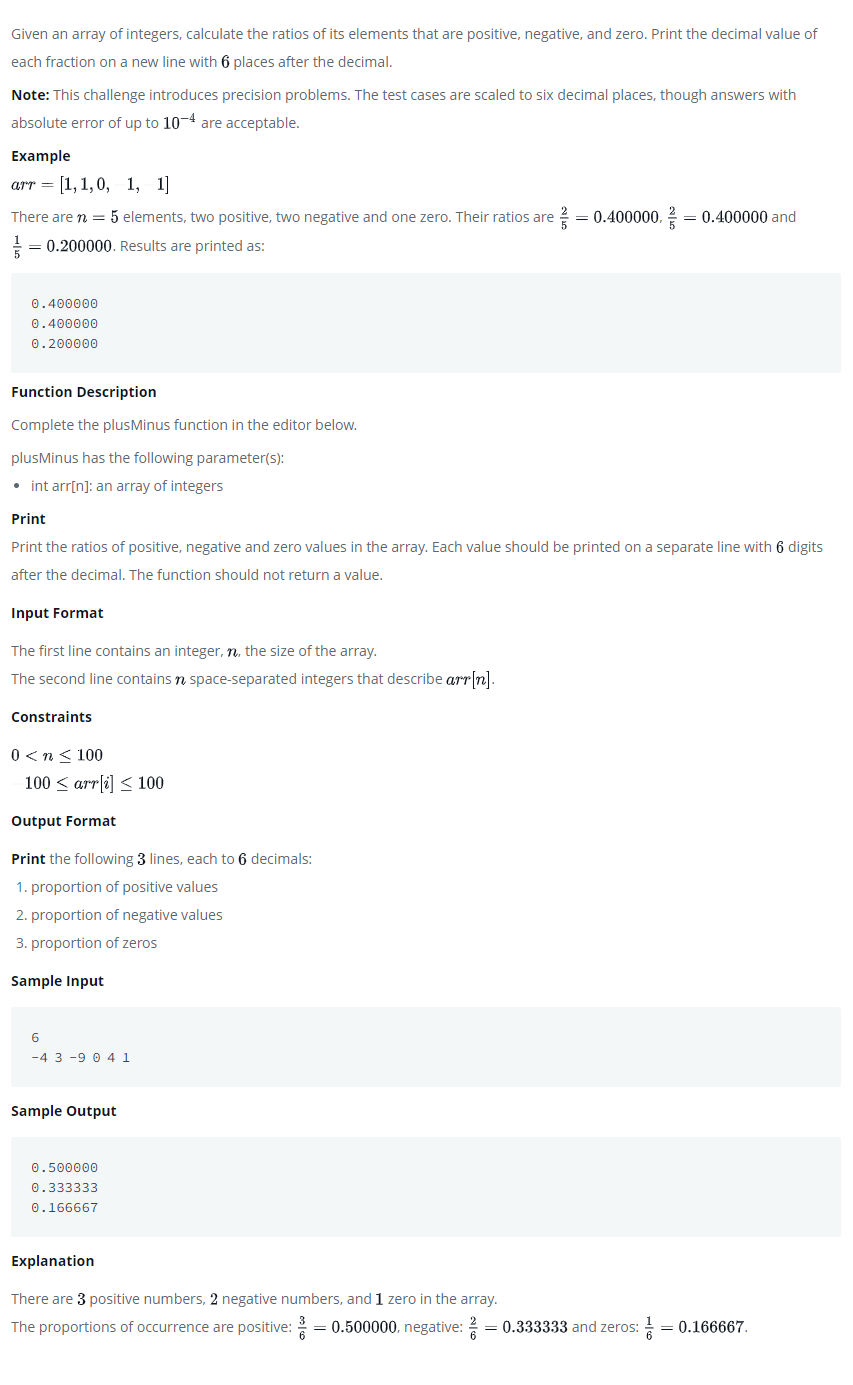 Given an array of integers, calculate the ratios of its elements that are positive, negative, and zero. Print the decimal value of
each fraction on a new line with 6 places after the decimal.
Note: This challenge introduces precision problems. The test cases are scaled to six decimal places, though answers with
absolute error of up to 10⁻⁴ are acceptable.
Example
arr = [1, 1, 0, 1, 1]
There are n = 5 elements, two positive, two negative and one zero. Their ratios are 2/5 = 0.400000, 2/5 = 0.400000 and
1/5 = 0.200000. Results are printed as:
0.400000
0.400000
0.200000
Function Description
Complete the plusMinus function in the editor below.
plusMinus has the following parameter(s):
• int arr[n]: an array of integers
Print
Print the ratios of positive, negative and zero values in the array. Each value should be printed on a separate line with 6 digits
after the decimal. The function should not return a value.
Input Format
The first line contains an integer, n, the size of the array.
The second line contains n space-separated integers that describe arr[n].
Constraints
0 < n ≤ 100
100 ≤ arr[i] ≤ 100
Output Format
Print the following 3 lines, each to 6 decimals:
1. proportion of positive values
2. proportion of negative values
3. proportion of zeros
Sample Input
6
-4 3 -9 0 4 1
Sample Output
0.500000
0.333333
0.166667
Explanation
There are 3 positive numbers, 2 negative numbers, and 1 zero in the array.
The proportions of occurrence are positive: 3/6 = 0.500000, negative: 2/6 = 0.333333 and zeros: 1/6 = 0.166667.